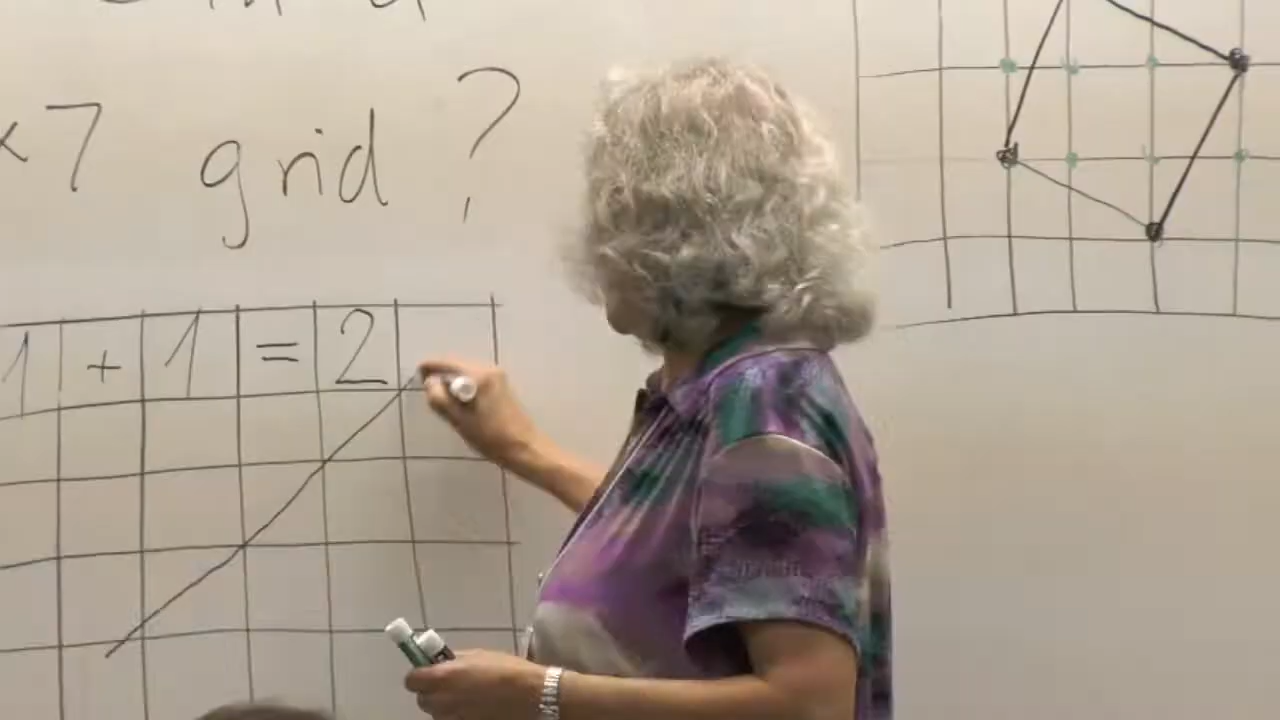 ×7 grid ?
1 + 1 = 2